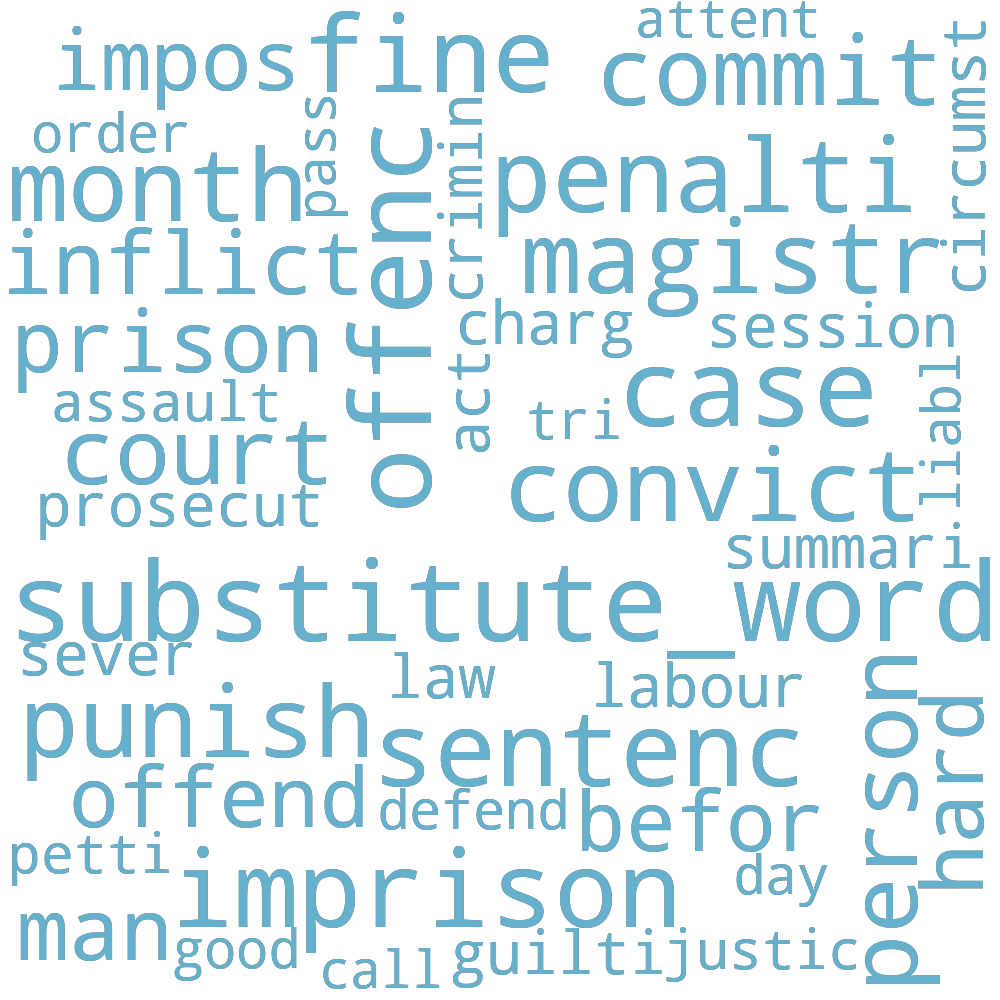 attent
impos
fine
commit
circumst
order
pass
crimin
month
offenc
penalti
inflict
magistr
prison
charg
session
assault
act
case
liabl
tri
court
convict
prosecut
summari
substitute_word
sever
law
labour
person
hard
punish
sentenc
offend
defend
befor
petti
imprison
day
man
good
call
guilti
justic